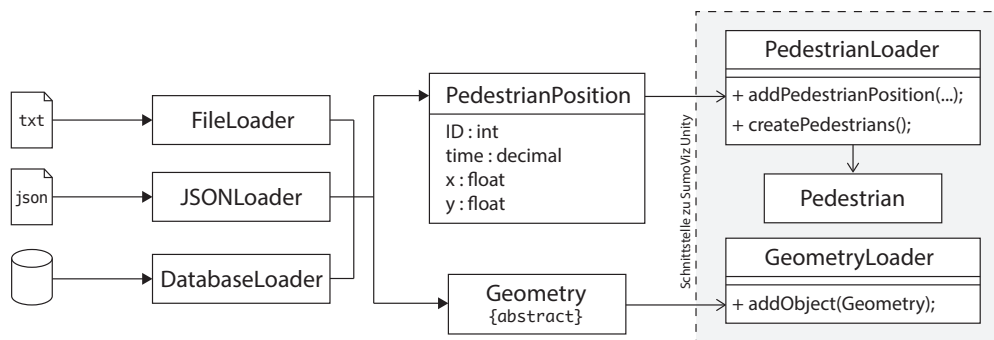 txt
FileLoader
json
JSONLoader
DatabaseLoader
PedestrianPosition
ID : int
time : decimal
x : float
y : float
Geometry
{abstract}
Schnittstelle zu SumoViz Unity
PedestrianLoader
+ addPedestrianPosition(...);
+ createPedestrians();
Pedestrian
GeometryLoader
+ addObject(Geometry);